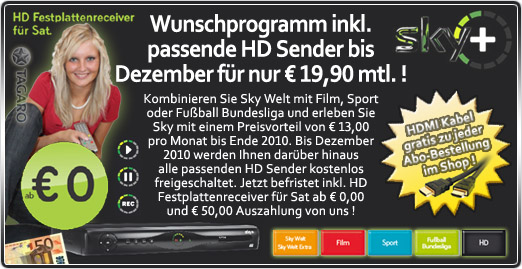 HD Festplattenreceiver
für Sat.
TAGARO
Wunschprogramm inkl.
passende HD Sender bis
Dezember für nur € 19,90 mtl. !
sky+
Kombinieren Sie Sky Welt mit Film, Sport
oder Fußball Bundesliga und erleben Sie
Sky mit einem Preisvorteil von € 13,00
pro Monat bis Ende 2010. Bis Dezember
2010 werden Ihnen darüber hinaus
alle passenden HD Sender kostenlos
freigeschaltet. Jetzt befristet inkl. HD
Festplattenreceiver für Sat ab € 0,00
und € 50,00 Auszahlung von uns !
HDMI Kabel
gratis zu jeder
Abo-Bestellung
im Shop !
ab € 0
REC
50
sky+
Sky Welt
Sky Welt Extra
Film
Sport
Fußball
Bundesliga
HD